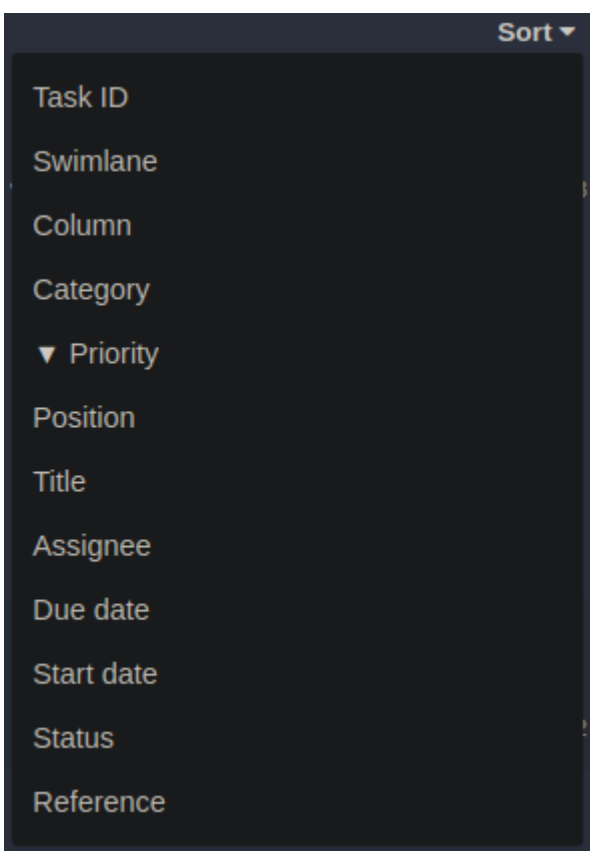 Sort ▼
Task ID
Swimlane
Column
Category
▼ Priority
Position
Title
Assignee
Due date
Start date
Status
Reference